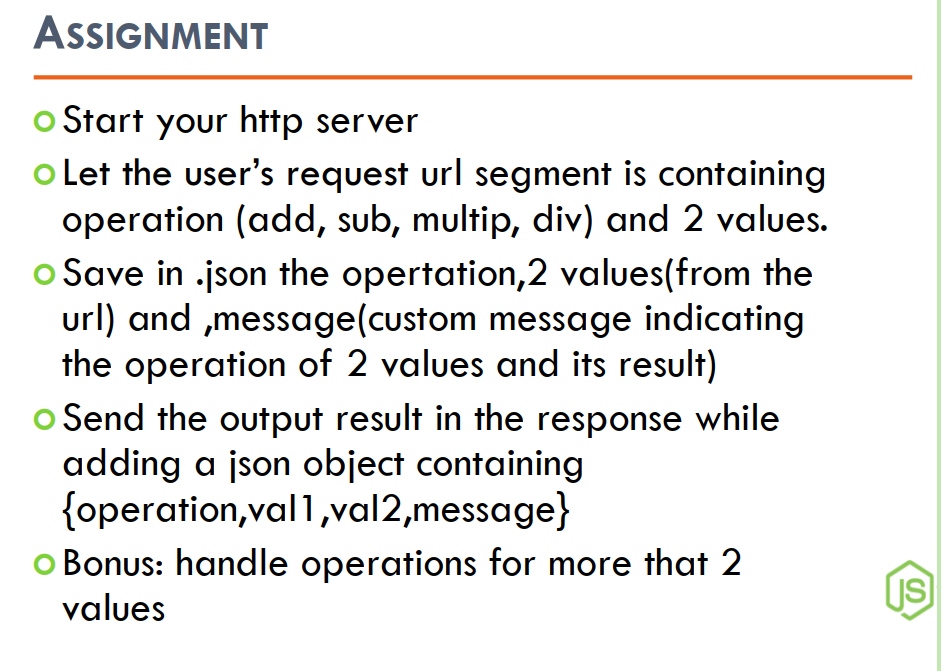 ASSIGNMENT
Start your http server
Let the user’s request url segment is containing
operation (add, sub, multip, div) and 2 values.
Save in .json the opertation,2 values(from the
url) and ,message(custom message indicating
the operation of 2 values and its result)
Send the output result in the response while
adding a json object containing
{operation,val1,val2,message}
Bonus: handle operations for more that 2
values
JS